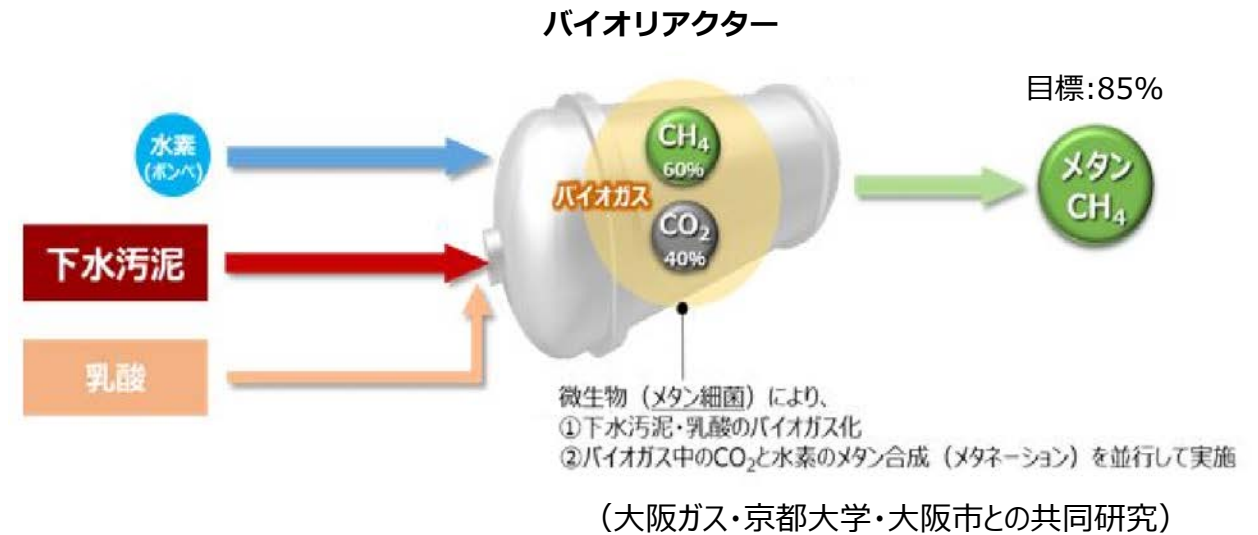 バイオリアクター
目標:85%
水素
(ボンベ)
下水汚泥
乳酸
CH₄
60%
バイオガス
CO₂
40%
メタン
CH₄
微生物（メタン細菌）により、
①下水汚泥・乳酸のバイオガス化
②バイオガス中のCO₂と水素のメタン合成（メタネーション）を並行して実施
（大阪ガス・京都大学・大阪市との共同研究）